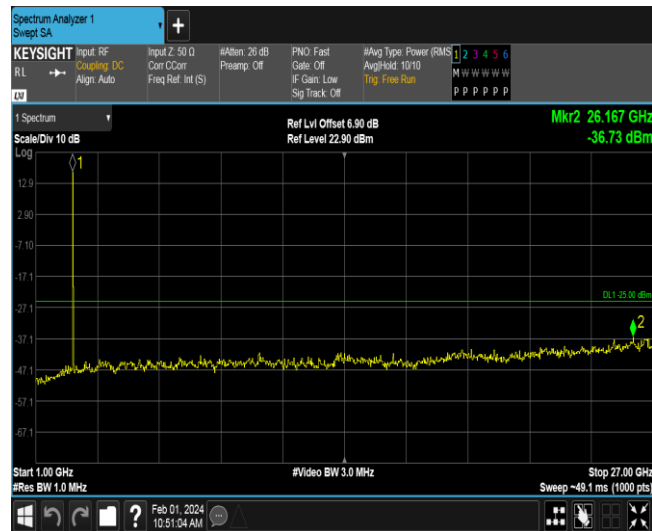 Spectrum Analyzer 1
Swept SA
+
KEYSIGHT
RL
LXI
Input: RF
Coupling: DC
Align: Auto
Input Z: 50 Ω
Corr CCorr
Freq Ref: Int (S)
#Atten: 26 dB
Preamp: Off
PNO: Fast
Gate: Off
IF Gain: Low
Sig Track: Off
#Avg Type: Power (RMS
Avg|Hold: 10/10
Trig: Free Run
1 2 3 4 5 6
M W W W W W
P P P P P P
1 Spectrum
Scale/Div 10 dB
Log
Ref Lvl Offset 6.90 dB
Ref Level 22.90 dBm
Mkr2 26.167 GHz
-36.73 dBm
1
12.9
2.90
-7.10
-17.1
DL1 -25.00 dBm
-27.1
2
-37.1
-47.1
-57.1
-67.1
Start 1.00 GHz
#Res BW 1.0 MHz
#Video BW 3.0 MHz
Stop 27.00 GHz
Sweep ~49.1 ms (1000 pts)
?
Feb 01, 2024
10:51:04 AM